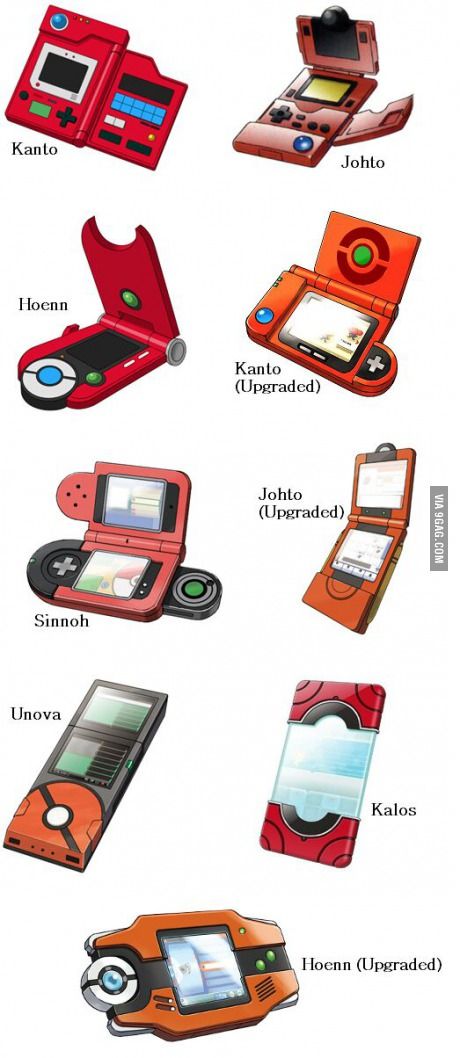 Kanto
Johto
Hoenn
Kanto
(Upgraded)
Johto
(Upgraded)
Sinnoh
VIA 9GAG.COM
Unova
Kalos
Hoenn (Upgraded)